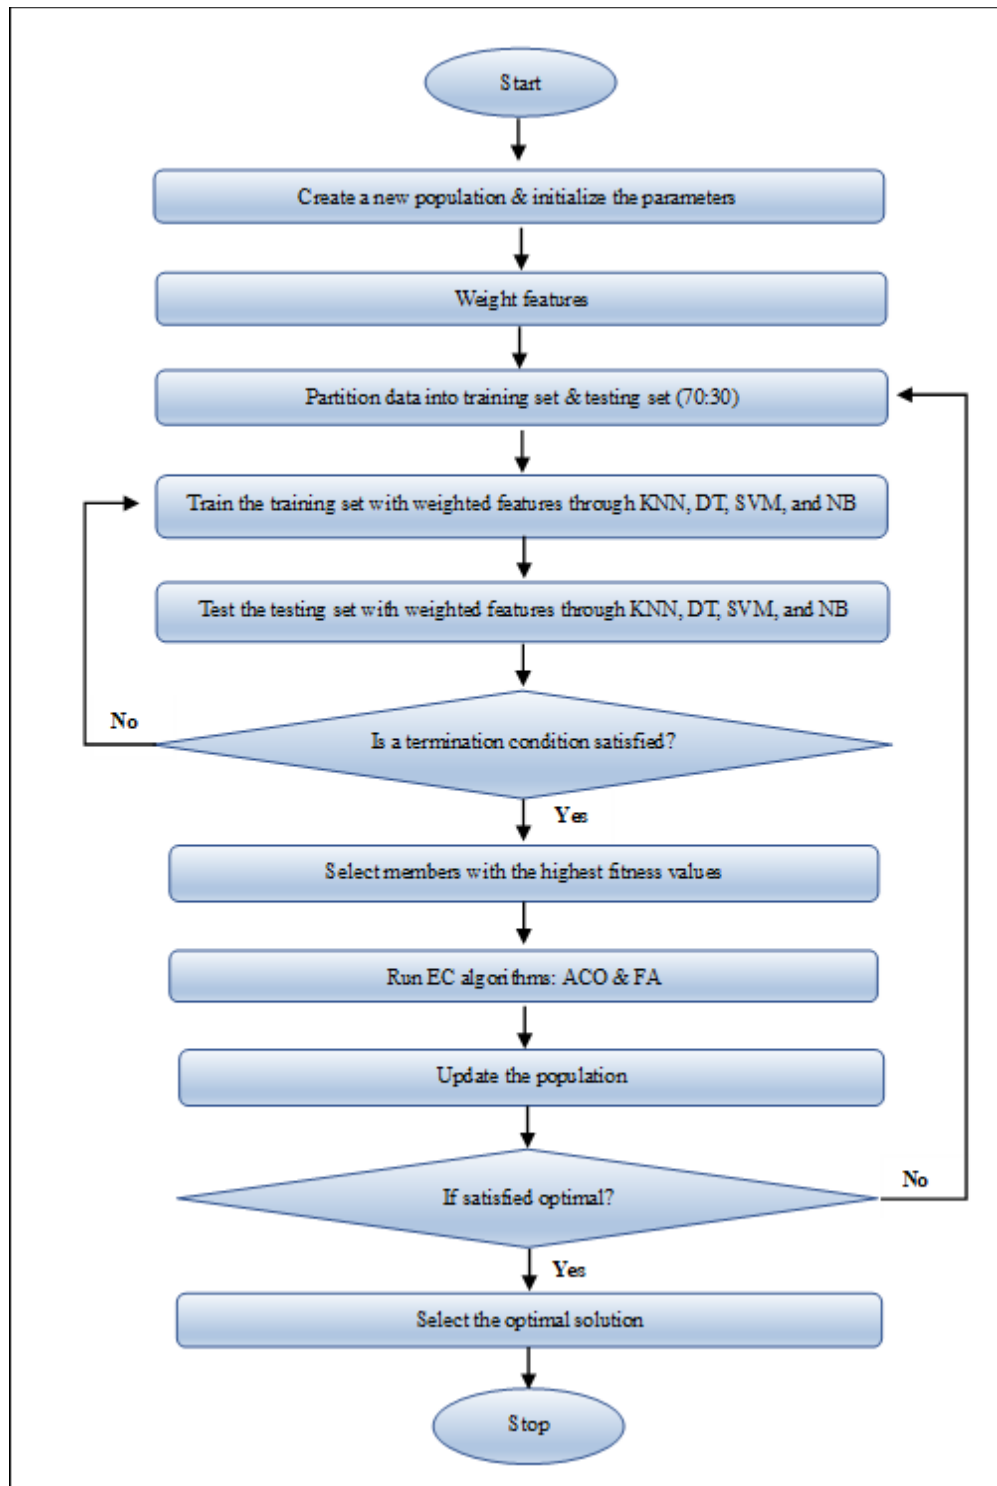 Start
Create a new population & initialize the parameters
Weight features
Partition data into training set & testing set (70:30)
Train the training set with weighted features through KNN, DT, SVM, and NB
Test the testing set with weighted features through KNN, DT, SVM, and NB
No
Is a termination condition satisfied?
Yes
Select members with the highest fitness values
Run EC algorithms: ACO & FA
Update the population
If satisfied optimal?
No
Yes
Select the optimal solution
Stop